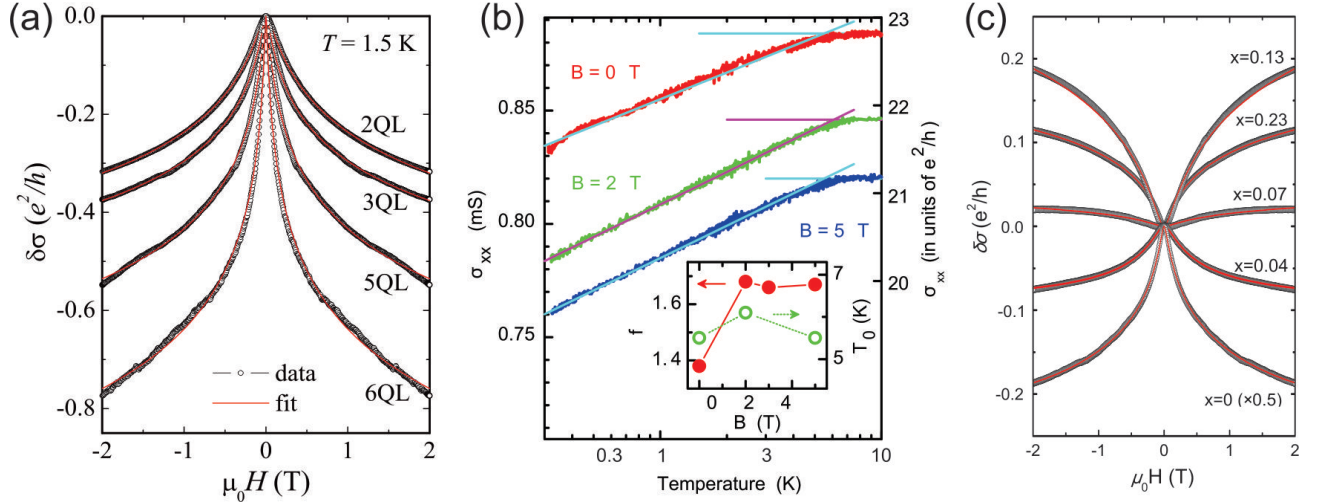 (a)
T = 1.5 K
0.0
-0.2
-0.4
-0.6
-0.8
δσ (e²/h)
2QL
3QL
5QL
6QL
data
fit
-2 -1 0 1 2
μ₀H (T)
(b)
B = 0 T
B = 2 T
B = 5 T
0.85
0.80
0.75
σxx (mS)
23
22
21
20
σxx (in units of e²/h)
1.6
1.4
f
7
5
T₀ (K)
0 2 4
B (T)
0.3 1 3 10
Temperature (K)
(c)
0.2
0.1
0.0
-0.1
-0.2
δσ (e²/h)
x=0.13
x=0.23
x=0.07
x=0.04
x=0 (×0.5)
-2 -1 0 1 2
μ₀H (T)